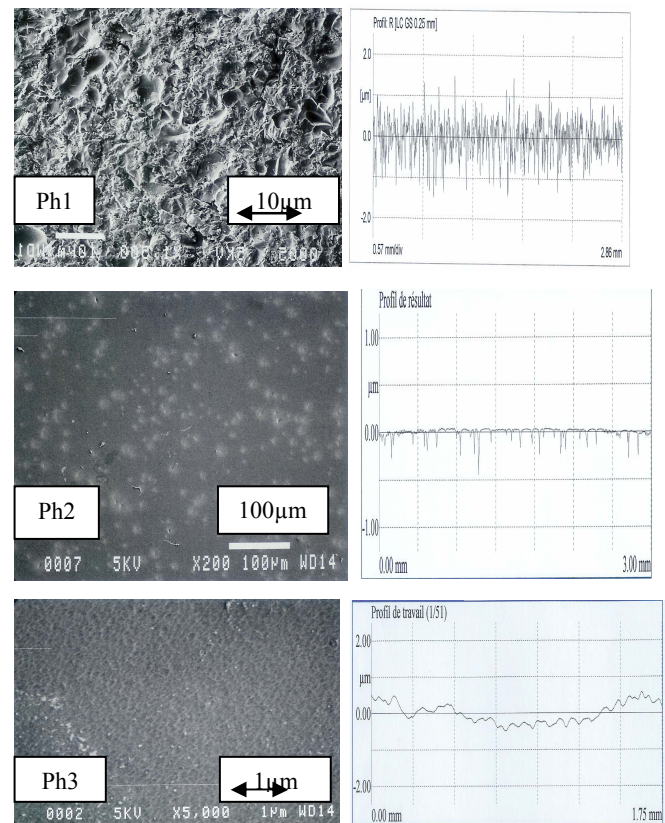 Ph1
10µm
Profil: R [LC GS 0.25 mm]
2.0
[µm]
0.0
-2.0
0.57 mm/div
2.86 mm
Ph2
100µm
0007 5KV X200 100µm WD14
Profil de résultat
1.00
µm
0.00
-1.00
0.00 mm
3.00 mm
Ph3
1µm
0002 5KV X5,000 1µm WD14
Profil de travail (1/51)
2.00
µm
0.00
-2.00
0.00 mm
1.75 mm